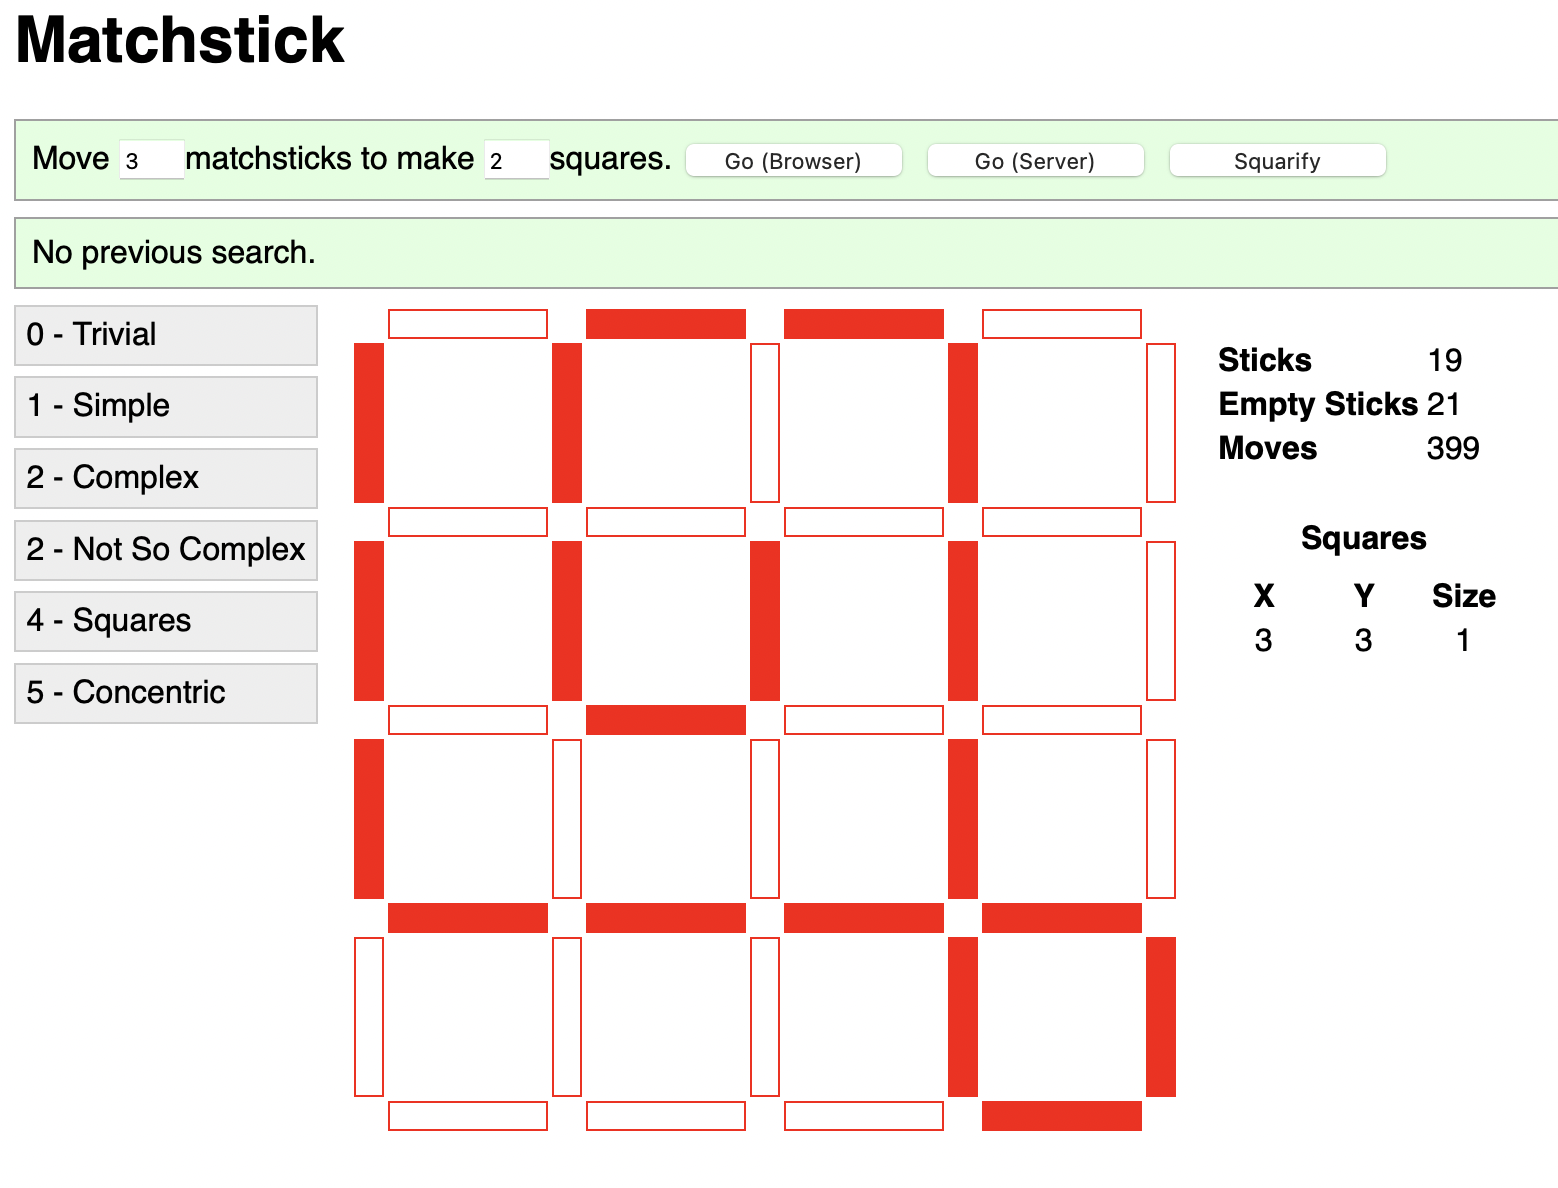 Matchstick
Move 3 matchsticks to make 2 squares. Go (Browser) Go (Server) Squarify
No previous search.
0 - Trivial
1 - Simple
2 - Complex
2 - Not So Complex
4 - Squares
5 - Concentric
Sticks 19
Empty Sticks 21
Moves 399
Squares
X Y Size
3 3 1